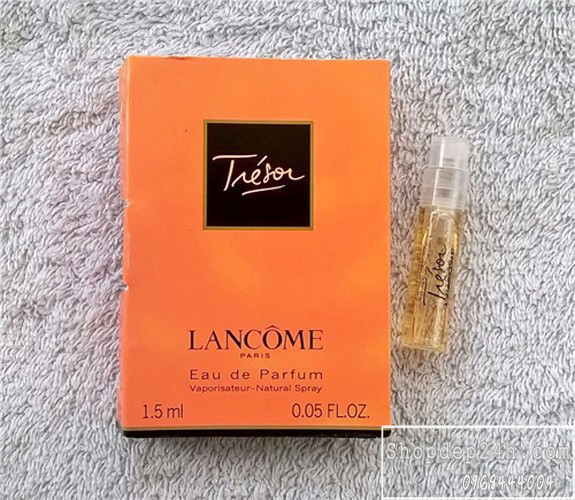 Trésor
LANCÔME
PARIS
Eau de Parfum
Vaporisateur-Natural Spray
1.5 ml 0.05 FL.OZ.
Trésor
Shopdep24h.com
0969444004